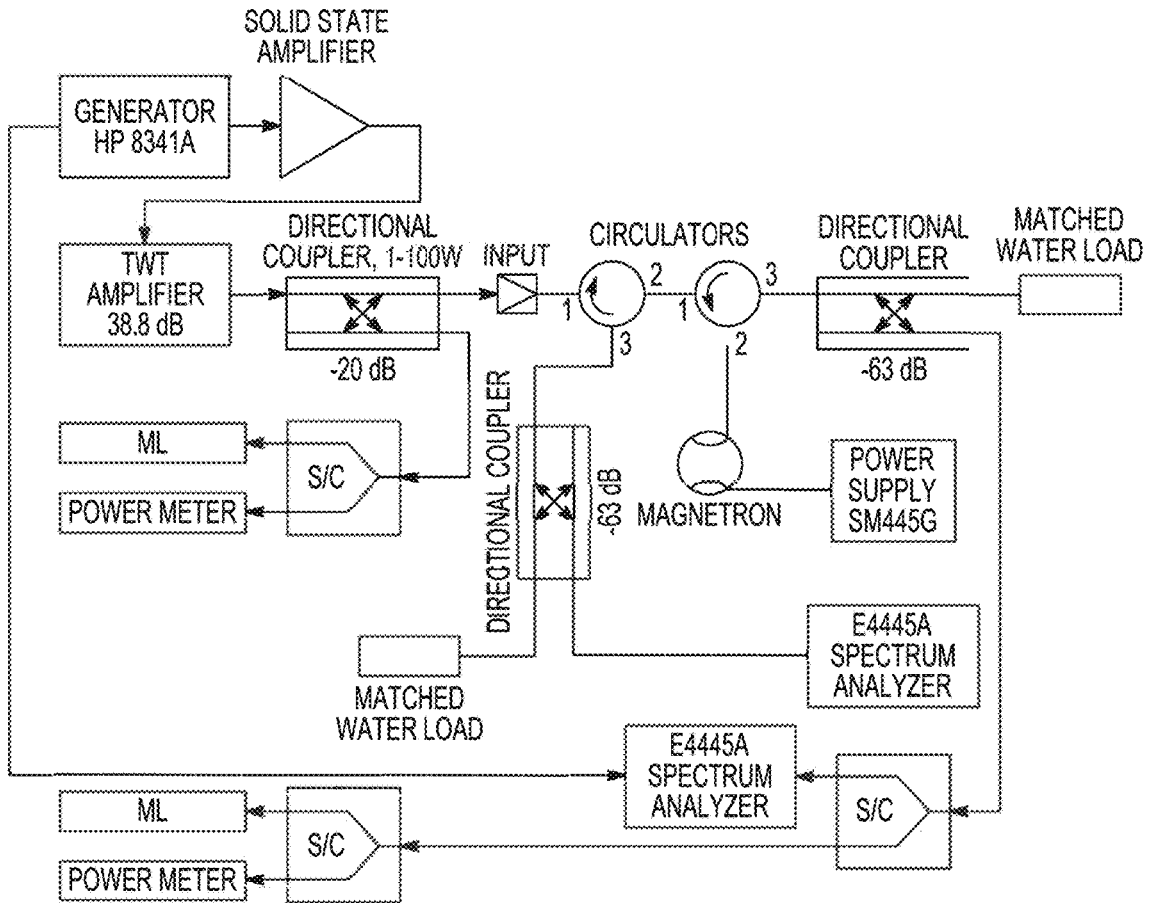 SOLID STATE
AMPLIFIER
GENERATOR
HP 8341A
DIRECTIONAL
COUPLER, 1-100W
INPUT
CIRCULATORS
DIRECTIONAL
COUPLER
MATCHED
WATER LOAD
TWT
AMPLIFIER
38.8 dB
1
2
3
1
3
2
-20 dB
-63 dB
DIRECTIONAL COUPLER
-63 dB
ML
S/C
POWER METER
MAGNETRON
POWER
SUPPLY
SM445G
MATCHED
WATER LOAD
E4445A
SPECTRUM
ANALYZER
E4445A
SPECTRUM
ANALYZER
S/C
ML
S/C
POWER METER